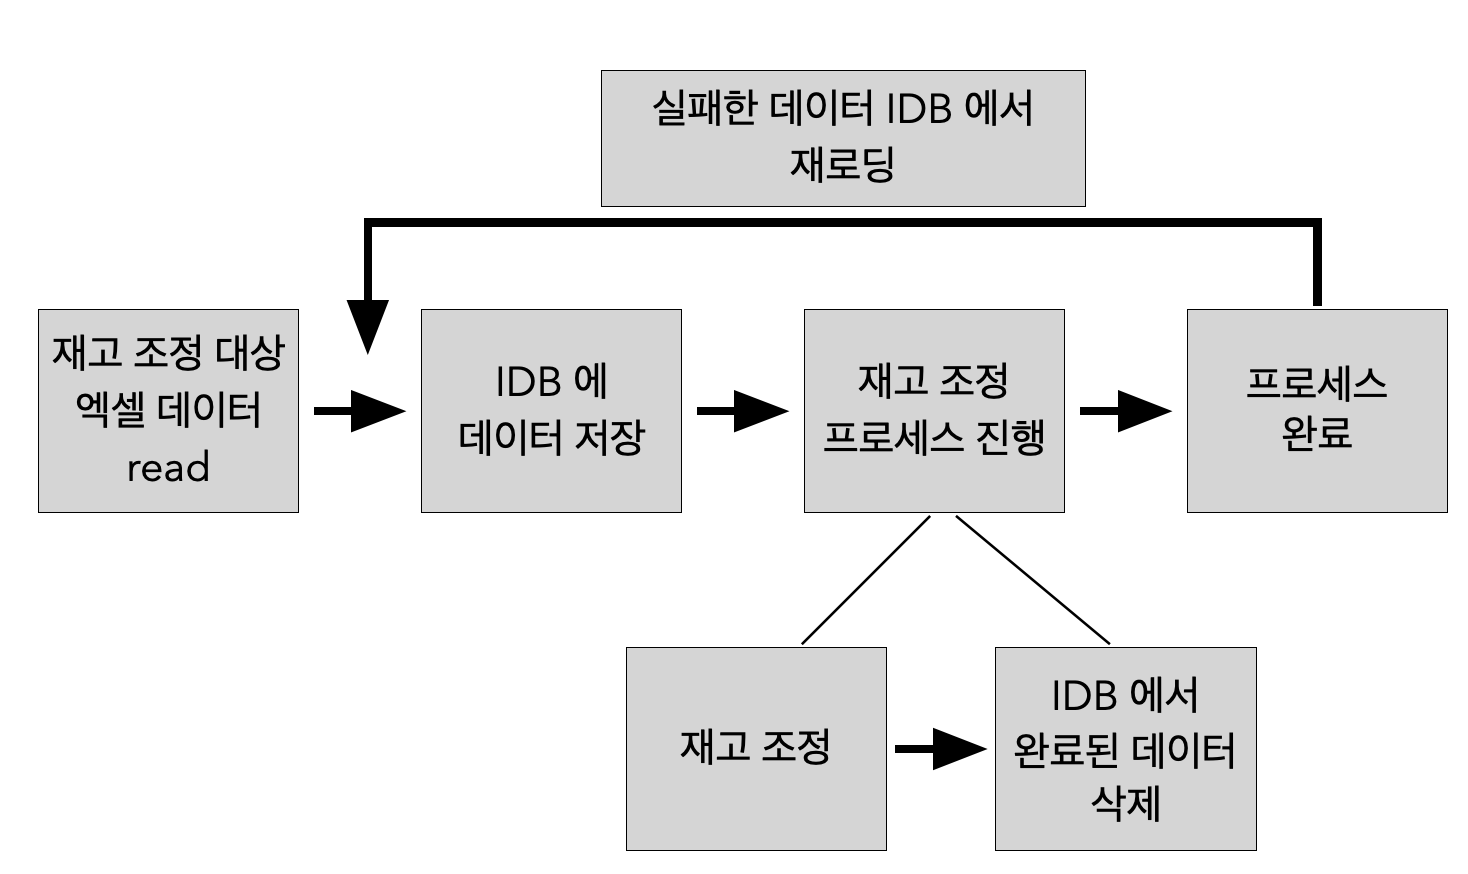 실패한 데이터 IDB 에서
재로딩
재고 조정 대상
엑셀 데이터
read
IDB 에
데이터 저장
재고 조정
프로세스 진행
프로세스
완료
재고 조정
IDB 에서
완료된 데이터
삭제